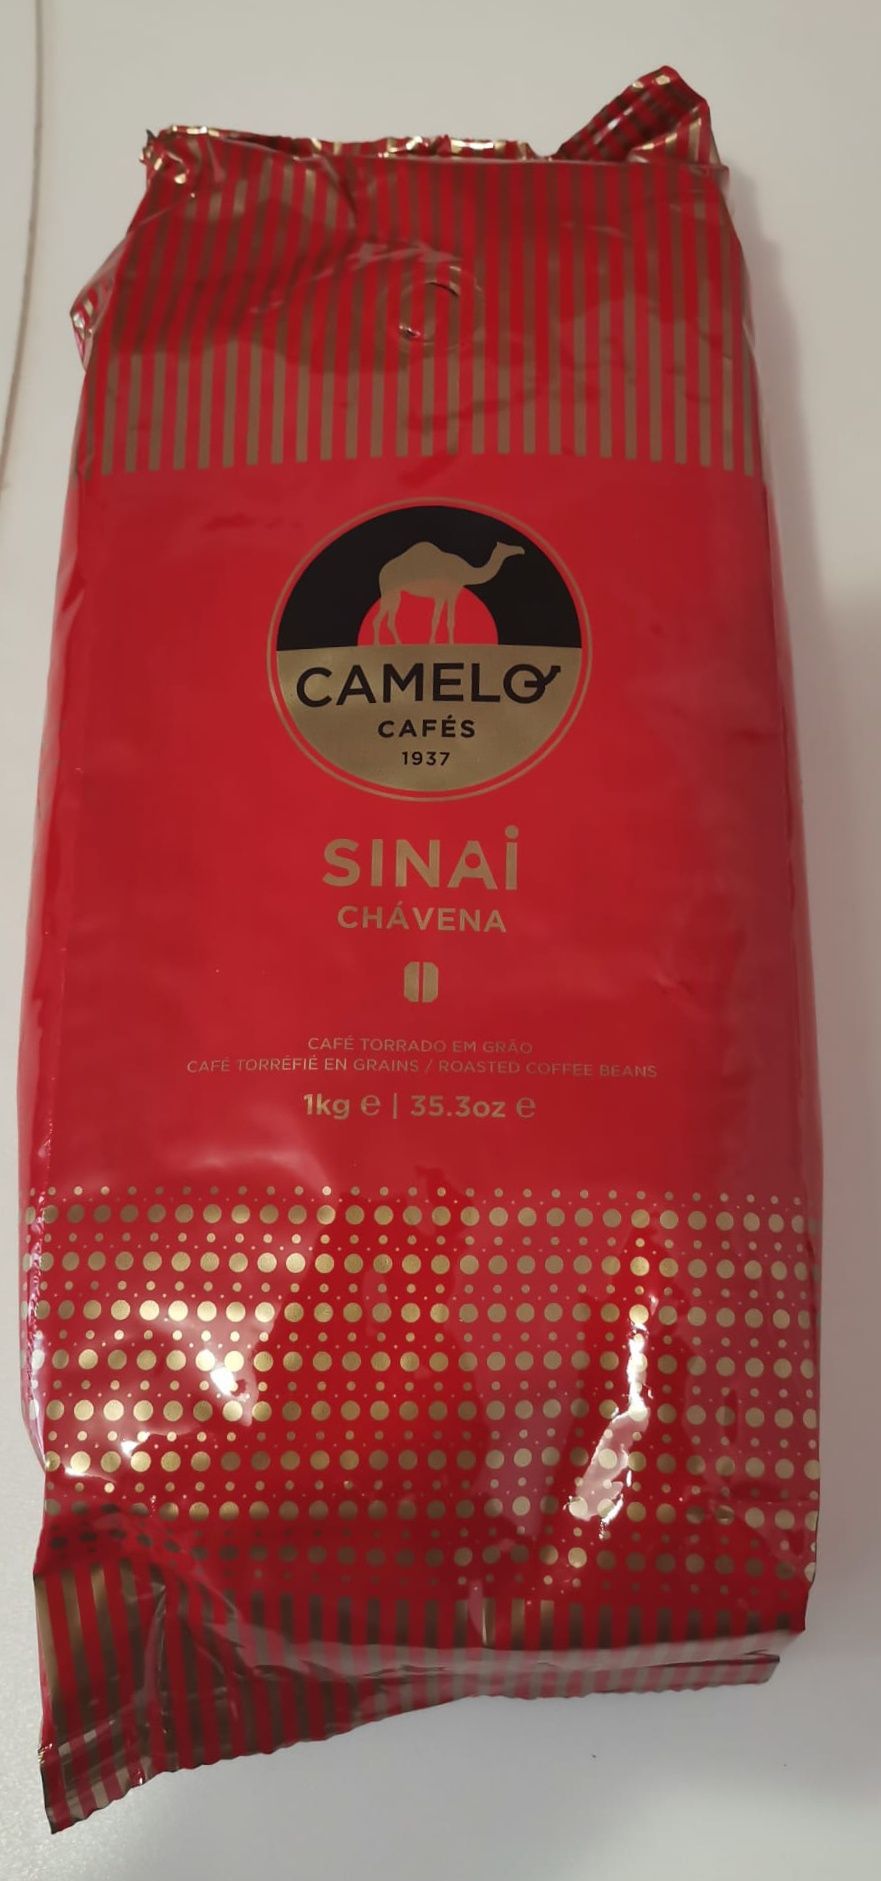 CAMELO
CAFÉS
1937
SINAi
CHÁVENA
CAFÉ TORRADO EM GRÃO
CAFÉ TORRÉFIÉ EN GRAINS / ROASTED COFFEE BEANS
1kg e | 35.3oz e